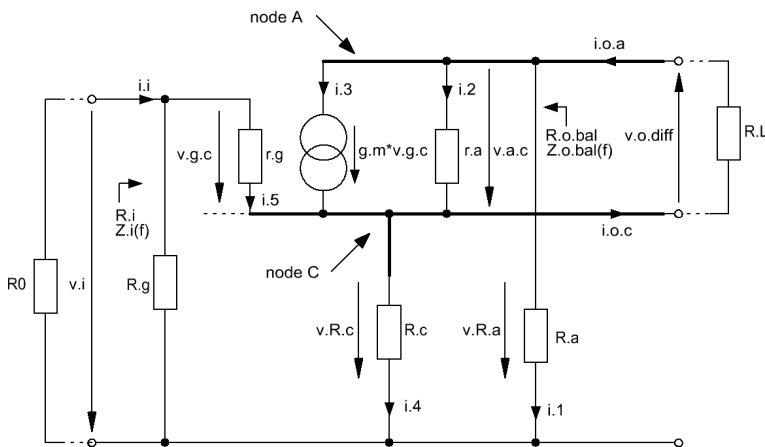 node A
i.o.a
i.i
i.3
i.2
R.o.bal
Z.o.bal(f)
v.g.c
r.g
g.m*v.g.c
r.a
v.a.c
v.o.diff
R.L
i.5
R.i
Z.i(f)
i.o.c
node C
R0
v.i
R.g
v.R.c
R.c
v.R.a
R.a
i.4
i.1